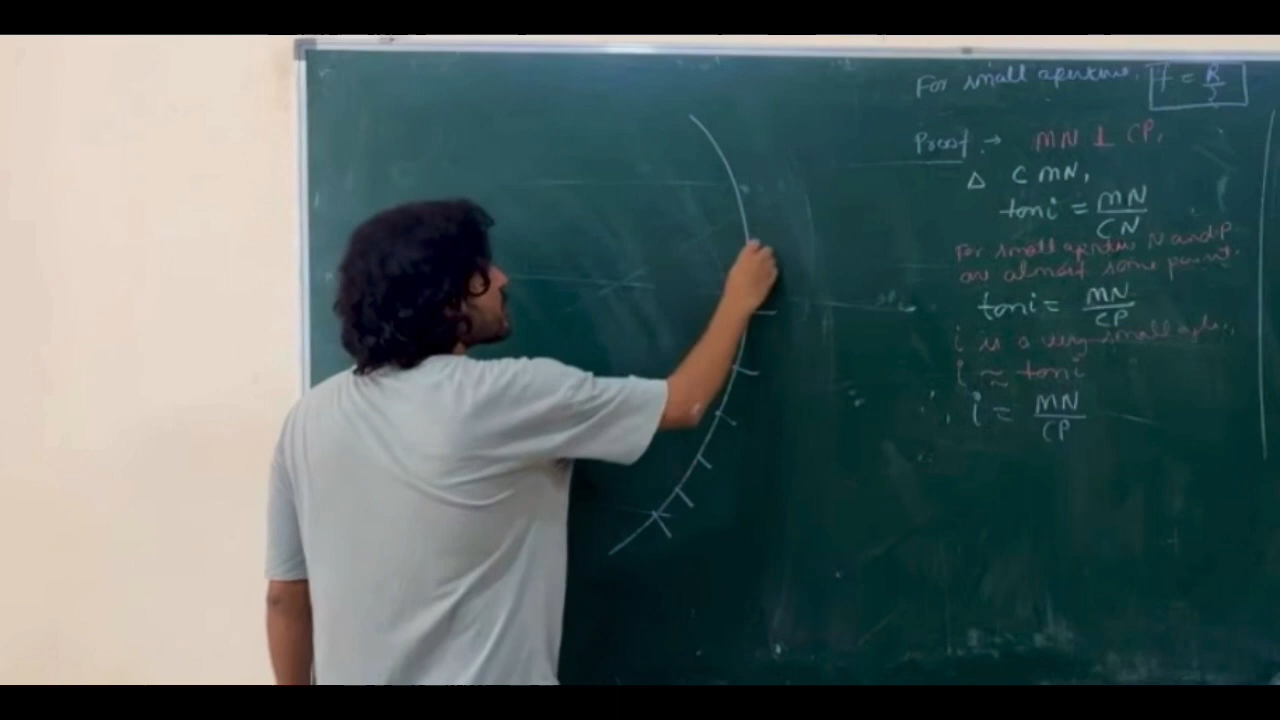 For small aperture, f = R/2
Proof → MN ⊥ CP,
Δ CMN,
tan i = MN/CN
For small aperture N and P
are almost same point.
tan i = MN/CP
i is a very small
i ≈ tan i
∴, i = MN/CP